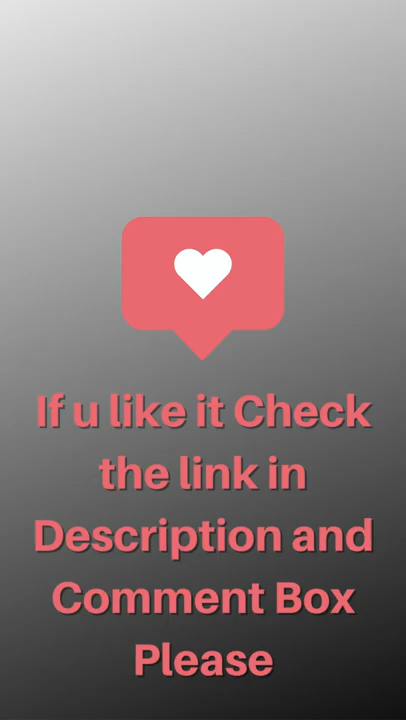 If u like it Check
the link in
Description and
Comment Box
Please